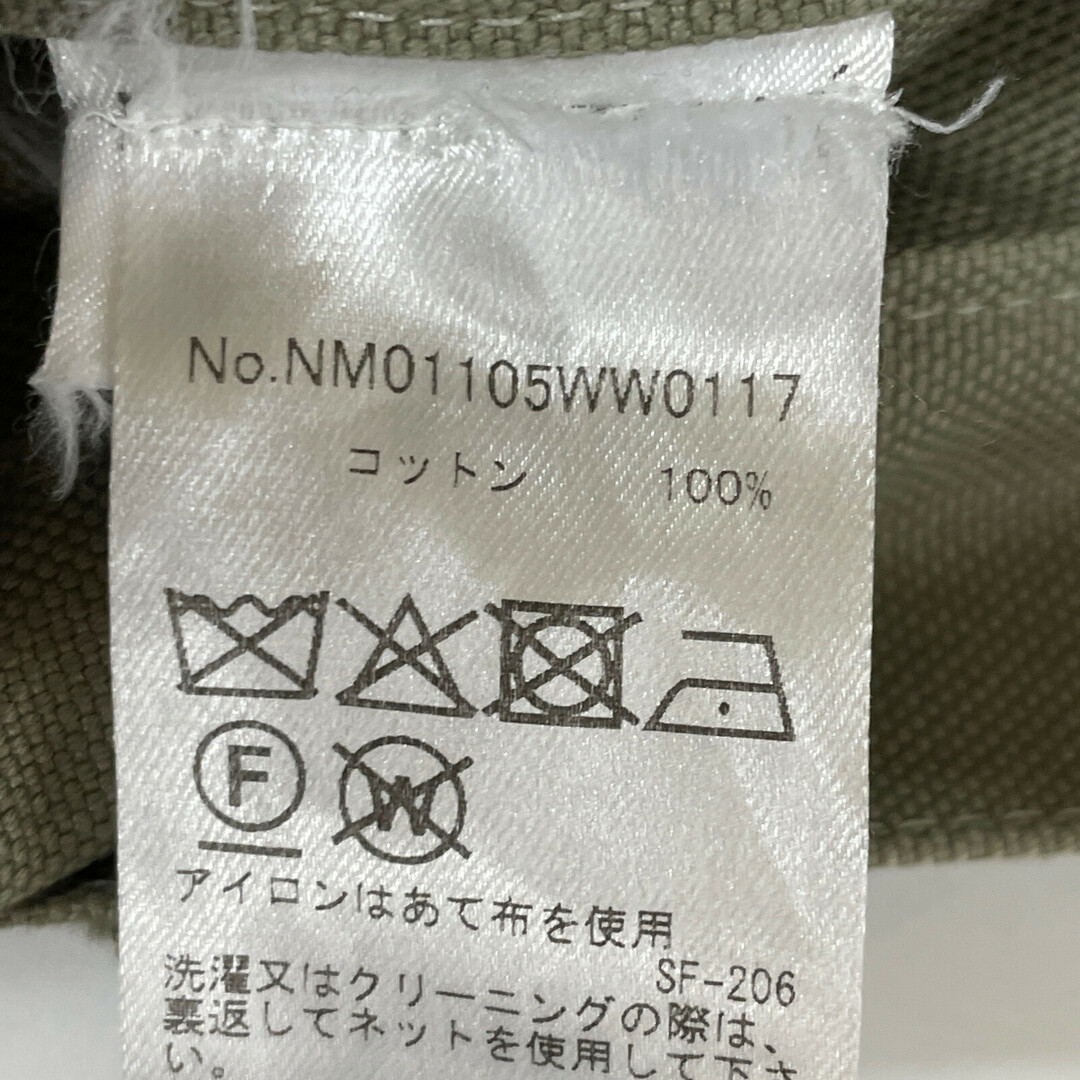 No.NM01105WW0117
コットン 100%
F
W
アイロンはあて布を使用
SF-206
洗濯又はクリーニングの際は、
裏返してネットを使用して下さ
い。